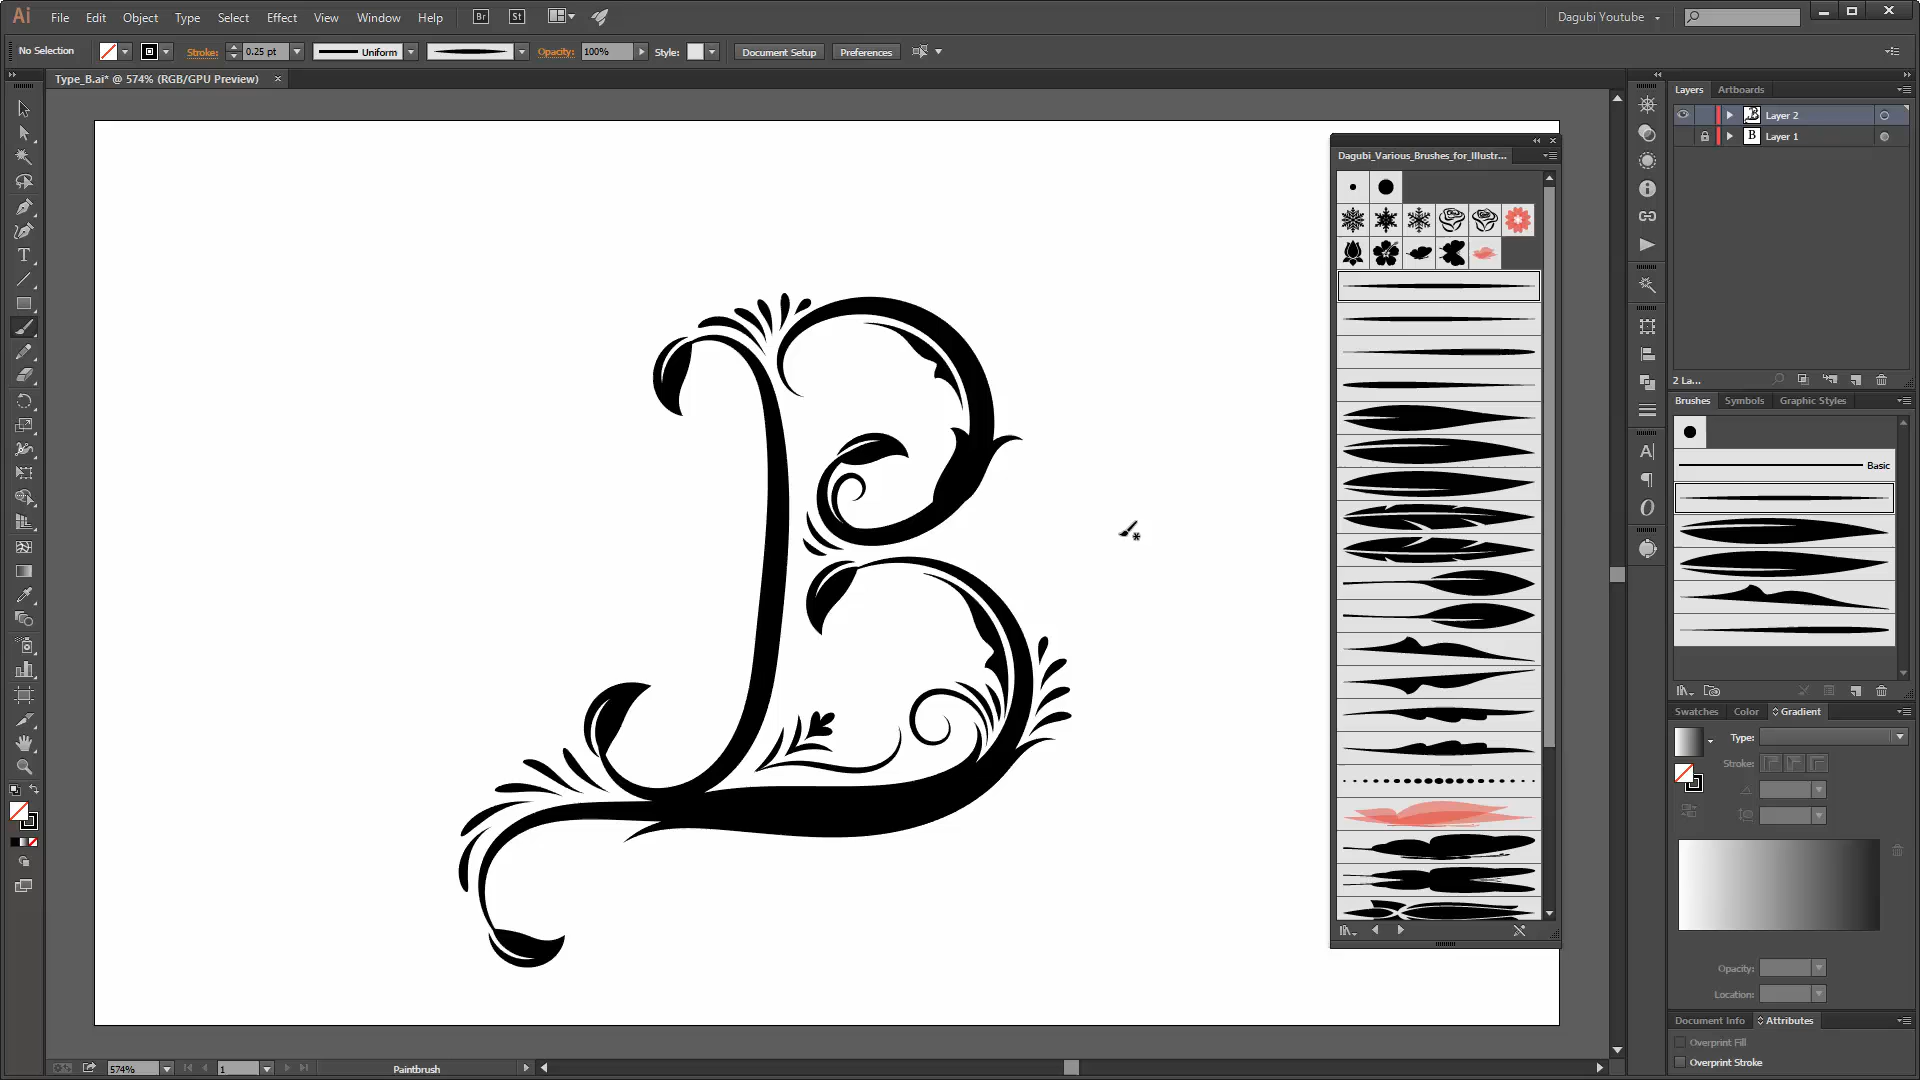 Ai File Edit Object Type Select Effect View Window Help Br St Dagubi Youtube
No Selection Stroke: 0.25 pt Uniform Opacity: 100% Style: Document Setup Preferences
Type_B.ai* @ 574% (RGB/GPU Preview)
Layers Artboards
Layer 2
B Layer 1
Dagubi_Various_Brushes_for_Illustr...
2 La...
Brushes Symbols Graphic Styles
Basic
Swatches Color Gradient
Type:
Stroke:
Opacity:
Location:
Document Info Attributes
Overprint Fill
Overprint Stroke
574% 1 Paintbrush